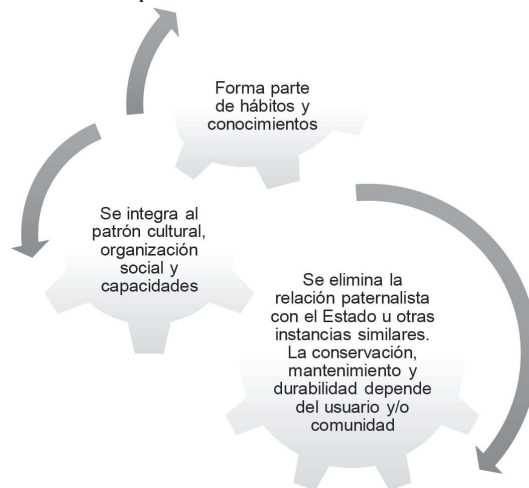 Forma parte
de hábitos y
conocimientos
Se integra al
patrón cultural,
organización
social y
capacidades
Se elimina la
relación paternalista
con el Estado u otras
instancias similares.
La conservación,
mantenimiento y
durabilidad depende
del usuario y/o
comunidad